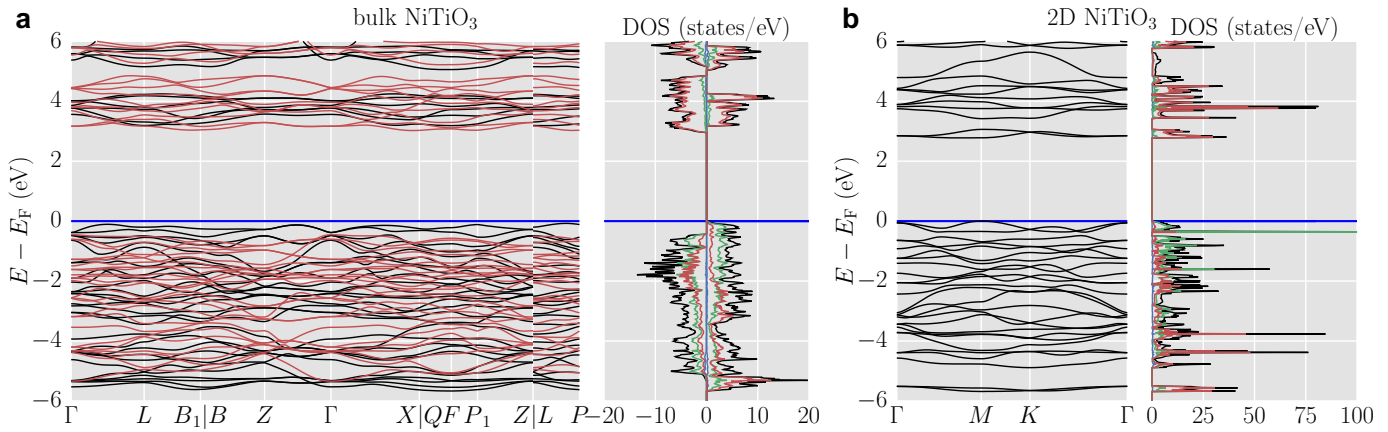 a bulk NiTiO₃ DOS (states/eV) b 2D NiTiO₃ DOS (states/eV)
6 6
4 4
2 2
0 0
−2 −2
−4 −4
−6 −6
E − E_F (eV) E − E_F (eV)
Γ L B₁|B Z Γ X|QF P₁ Z|L P −20 −10 0 10 20 Γ M K Γ 0 25 50 75 100